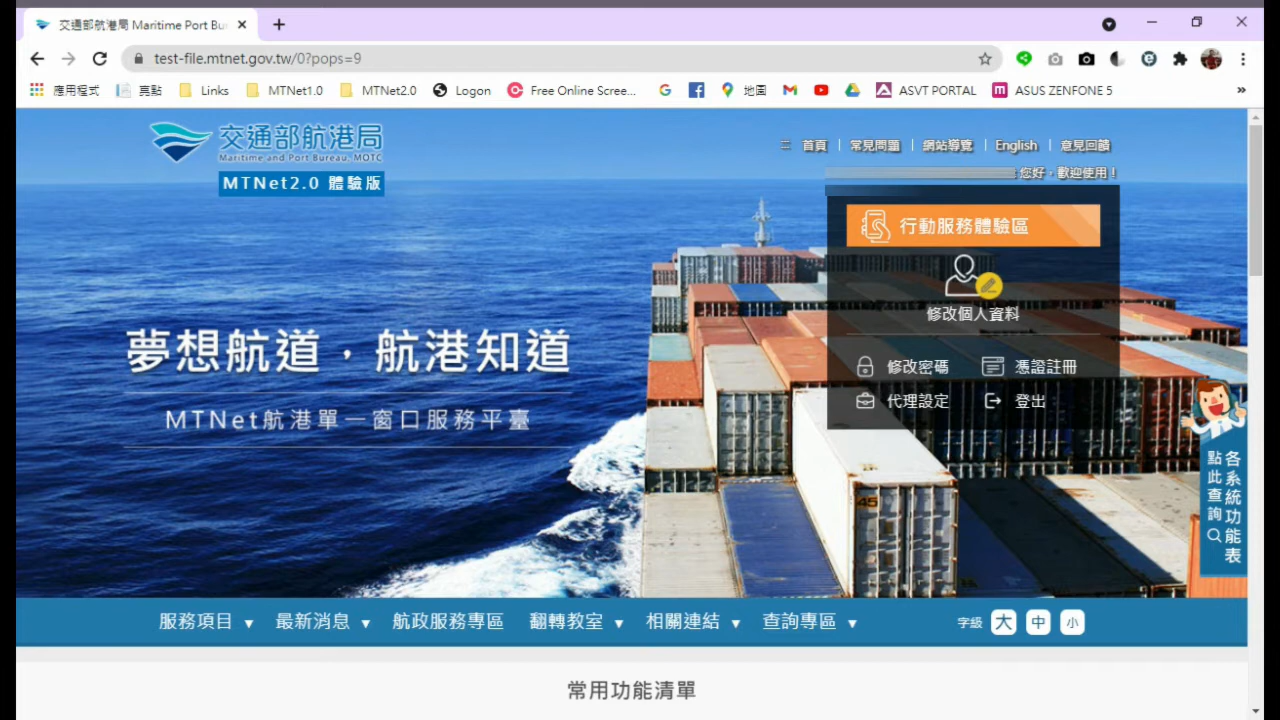 交通部航港局 Maritime Port Bu
test-file.mtnet.gov.tw/0?pops=9
應用程式 亮點 Links MTNet1.0 MTNet2.0 Logon Free Online Scree... 地圖 ASVT PORTAL ASUS ZENFONE 5 »
交通部航港局
Maritime and Port Bureau, MOTC
MTNet2.0 體驗版
::: 首頁 | 常見問題 | 網站導覽 | English | 意見回饋
您好，歡迎使用！
行動服務體驗區
修改個人資料
修改密碼 憑證註冊
代理設定 登出
夢想航道，航港知道
MTNet航港單一窗口服務平臺
45
各系統功能表
點此查詢
服務項目 ▼ 最新消息 ▼ 航政服務專區 翻轉教室 ▼ 相關連結 ▼ 查詢專區 ▼ 字級 大 中 小
常用功能清單